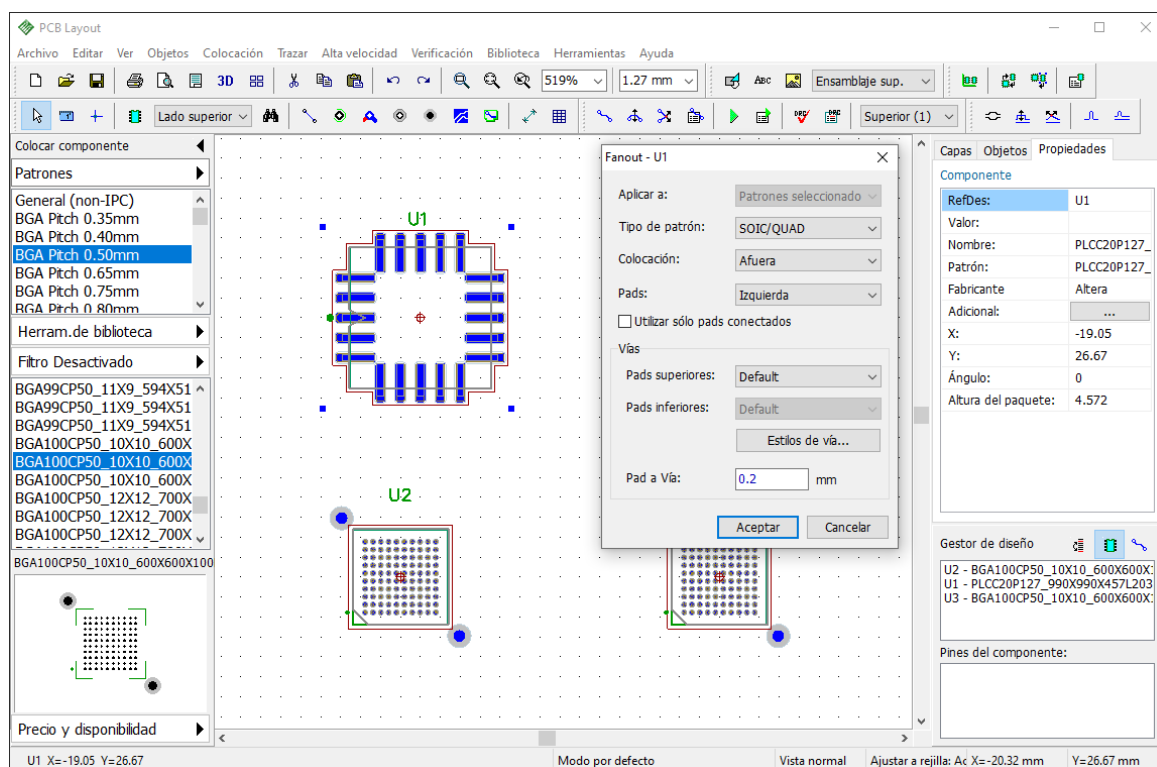 PCB Layout
Archivo Editar Ver Objetos Colocación Trazar Alta velocidad Verificación Biblioteca Herramientas Ayuda
3D 519% 1.27 mm ABC Ensamblaje sup.
Lado superior DRC Superior (1)
Colocar componente
Patrones
General (non-IPC)
BGA Pitch 0.35mm
BGA Pitch 0.40mm
BGA Pitch 0.50mm
BGA Pitch 0.65mm
BGA Pitch 0.75mm
BGA Pitch 0.80mm
Herram.de biblioteca
Filtro Desactivado
BGA99CP50_11X9_594X51
BGA99CP50_11X9_594X51
BGA99CP50_11X9_594X51
BGA100CP50_10X10_600X
BGA100CP50_10X10_600X
BGA100CP50_10X10_600X
BGA100CP50_12X12_700X
BGA100CP50_12X12_700X
BGA100CP50_12X12_700X
BGA100CP50_10X10_600X600X100
Precio y disponibilidad
U1
U2
Fanout - U1
Aplicar a: Patrones seleccionado
Tipo de patrón: SOIC/QUAD
Colocación: Afuera
Pads: Izquierda
Utilizar sólo pads conectados
Vías
Pads superiores: Default
Pads inferiores: Default
Estilos de vía...
Pad a Vía: 0.2 mm
Aceptar Cancelar
Capas Objetos Propiedades
Componente
RefDes: U1
Valor:
Nombre: PLCC20P127_
Patrón: PLCC20P127_
Fabricante Altera
Adicional: ...
X: -19.05
Y: 26.67
Ángulo: 0
Altura del paquete: 4.572
Gestor de diseño
U2 - BGA100CP50_10X10_600X600X:
U1 - PLCC20P127_990X990X457L203
U3 - BGA100CP50_10X10_600X600X:
Pines del componente:
U1 X=-19.05 Y=26.67 Modo por defecto Vista normal Ajustar a rejilla: Ac X=-20.32 mm Y=26.67 mm